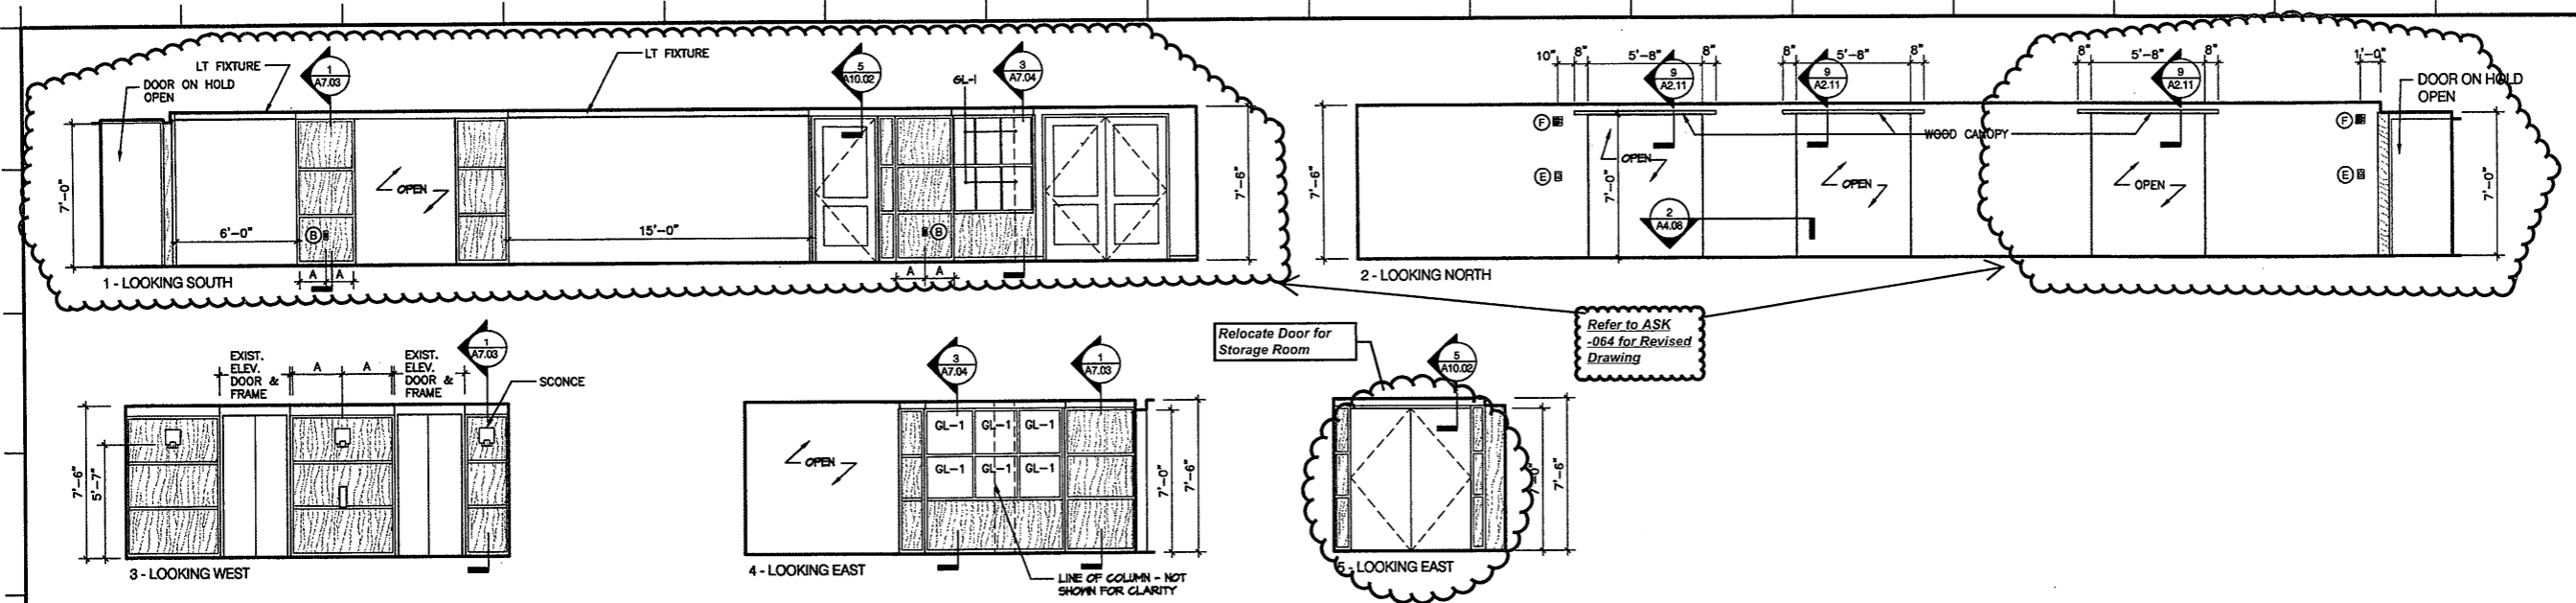 LT FIXTURE
DOOR ON HOLD
OPEN
1
A7.03
LT FIXTURE
5
A10.02
GL-1
3
A7.04
7'-0"
6'-0"
B
OPEN
15'-0"
B
7'-6"
A A
A A
1 - LOOKING SOUTH
10" 8" 5'-8" 8"
8" 5'-8" 8"
8" 5'-8" 8"
1'-0"
9
A2.11
9
A2.11
9
A2.11
DOOR ON HOLD
OPEN
F
E
7'-6"
OPEN
7'-0"
WOOD CANOPY
OPEN
OPEN
F
E
7'-0"
2
A4.08
2 - LOOKING NORTH
Refer to ASK
-064 for Revised
Drawing
EXIST.
ELEV.
DOOR &
FRAME
A A
EXIST.
ELEV.
DOOR &
FRAME
1
A7.03
SCONCE
7'-6"
5'-7"
3 - LOOKING WEST
3
A7.04
1
A7.03
OPEN
GL-1 GL-1 GL-1
GL-1 GL-1 GL-1
7'-0"
7'-6"
4 - LOOKING EAST
LINE OF COLUMN - NOT
SHOWN FOR CLARITY
Relocate Door for
Storage Room
5
A10.02
7'-0"
7'-6"
5 - LOOKING EAST